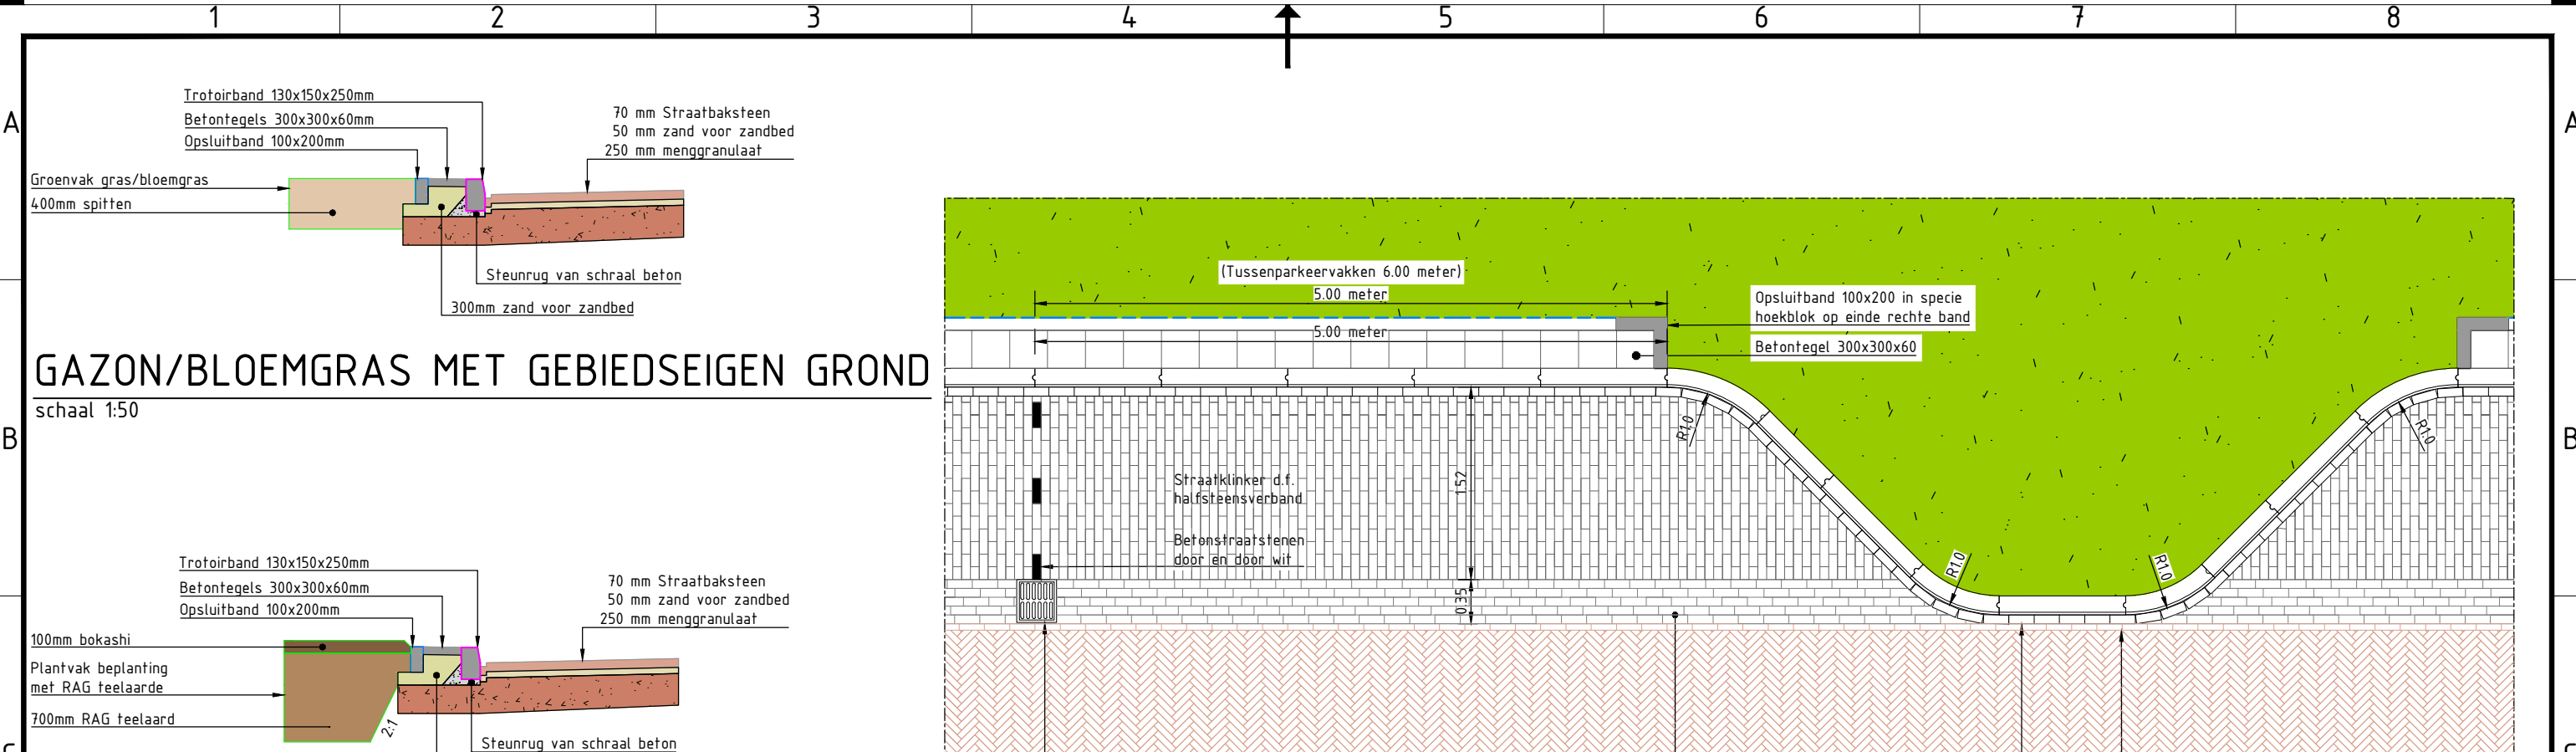 1 2 3 4 5 6 7 8
A A
Trotoirband 130x150x250mm
Betontegels 300x300x60mm
Opsluitband 100x200mm
Groenvak gras/bloemgras
400mm spitten
70 mm Straatbaksteen
50 mm zand voor zandbed
250 mm menggranulaat
Steunrug van schraal beton
300mm zand voor zandbed
GAZON/BLOEMGRAS MET GEBIEDSEIGEN GROND
schaal 1:50
B B
Trotoirband 130x150x250mm
Betontegels 300x300x60mm
Opsluitband 100x200mm
100mm bokashi
Plantvak beplanting
met RAG teelaarde
700mm RAG teelaard
2:1
70 mm Straatbaksteen
50 mm zand voor zandbed
250 mm menggranulaat
Steunrug van schraal beton
(Tussenparkeervakken 6.00 meter)
5.00 meter
5.00 meter
Opsluitband 100x200 in specie
hoekblok op einde rechte band
Betontegel 300x300x60
R1.0
R1.0
1.52
Straatklinker d.f.
halfsteensverband
Betonstraatstenen
door en door wit
R1.0
R1.0
0.35